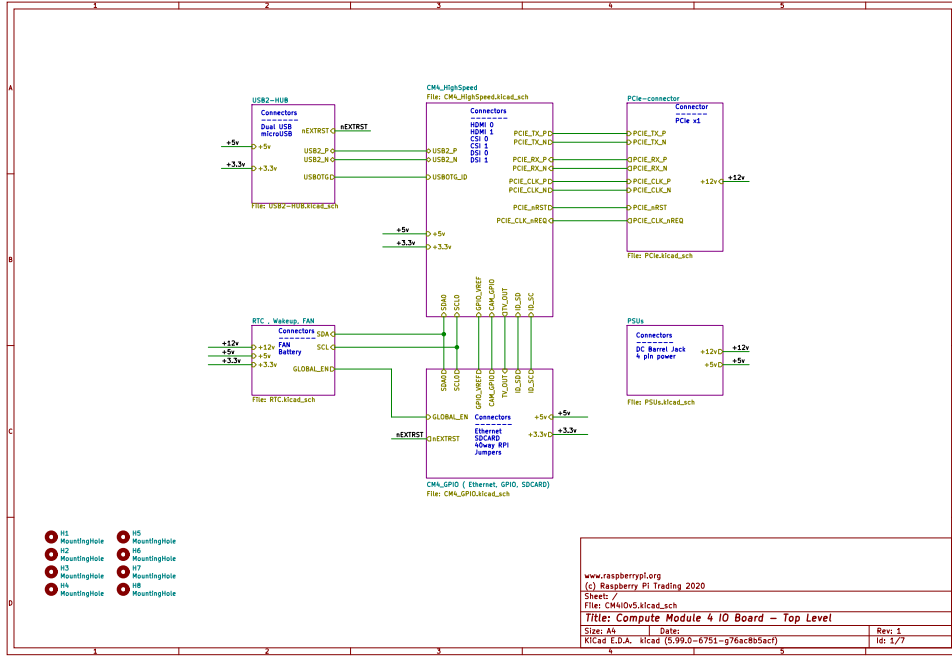 1 2 3 4 5
A
B
C
D
USB2-HUB
Connectors
-------
Dual USB
microUSB
nEXTRST
nEXTRST
+5v
+5v
+3.3v
+3.3v
USB2_P
USB2_N
USBOTG
File: USB2-HUB.kicad_sch
CM4_HighSpeed
File: CM4_HighSpeed.kicad_sch
Connectors
-------
HDMI 0
HDMI 1
CSI 0
CSI 1
DSI 0
DSI 1
USB2_P
USB2_N
USBOTG_ID
+5v
+5v
+3.3v
+3.3v
PCIE_TX_P
PCIE_TX_N
PCIE_RX_P
PCIE_RX_N
PCIE_CLK_P
PCIE_CLK_N
PCIE_nRST
PCIE_CLK_nREQ
SDA0
SCL0
GPIO_VREF
CAM_GPIO
TV_OUT
ID_SD
ID_SC
PCIe-connector
Connector
-------
PCIe x1
PCIE_TX_P
PCIE_TX_N
PCIE_RX_P
PCIE_RX_N
PCIE_CLK_P
PCIE_CLK_N
PCIE_nRST
PCIE_CLK_nREQ
+12v
+12v
File: PCIe.kicad_sch
RTC , Wakeup, FAN
Connectors
-------
FAN
Battery
SDA
SCL
GLOBAL_EN
+12v
+12v
+5v
+5v
+3.3v
+3.3v
File: RTC.kicad_sch
SDA0
SCL0
GPIO_VREF
CAM_GPIO
TV_OUT
ID_SD
ID_SC
GLOBAL_EN
nEXTRST
nEXTRST
Connectors
-------
Ethernet
SDCARD
40way RPI
Jumpers
+5v
+5v
+3.3v
+3.3v
CM4_GPIO ( Ethernet, GPIO, SDCARD)
File: CM4_GPIO.kicad_sch
PSUs
Connectors
-------
DC Barrel Jack
4 pin power
+12v
+12v
+5v
+5v
File: PSUs.kicad_sch
H1
MountingHole
H2
MountingHole
H3
MountingHole
H4
MountingHole
H5
MountingHole
H6
MountingHole
H7
MountingHole
H8
MountingHole
www.raspberrypi.org
(c) Raspberry Pi Trading 2020
Sheet: /
File: CM4IOv5.kicad_sch
Title: Compute Module 4 IO Board – Top Level
Size: A4 Date: Rev: 1
KiCad E.D.A. kicad (5.99.0-6751-g76ac8b5acf) Id: 1/7
1 2 3 4 5